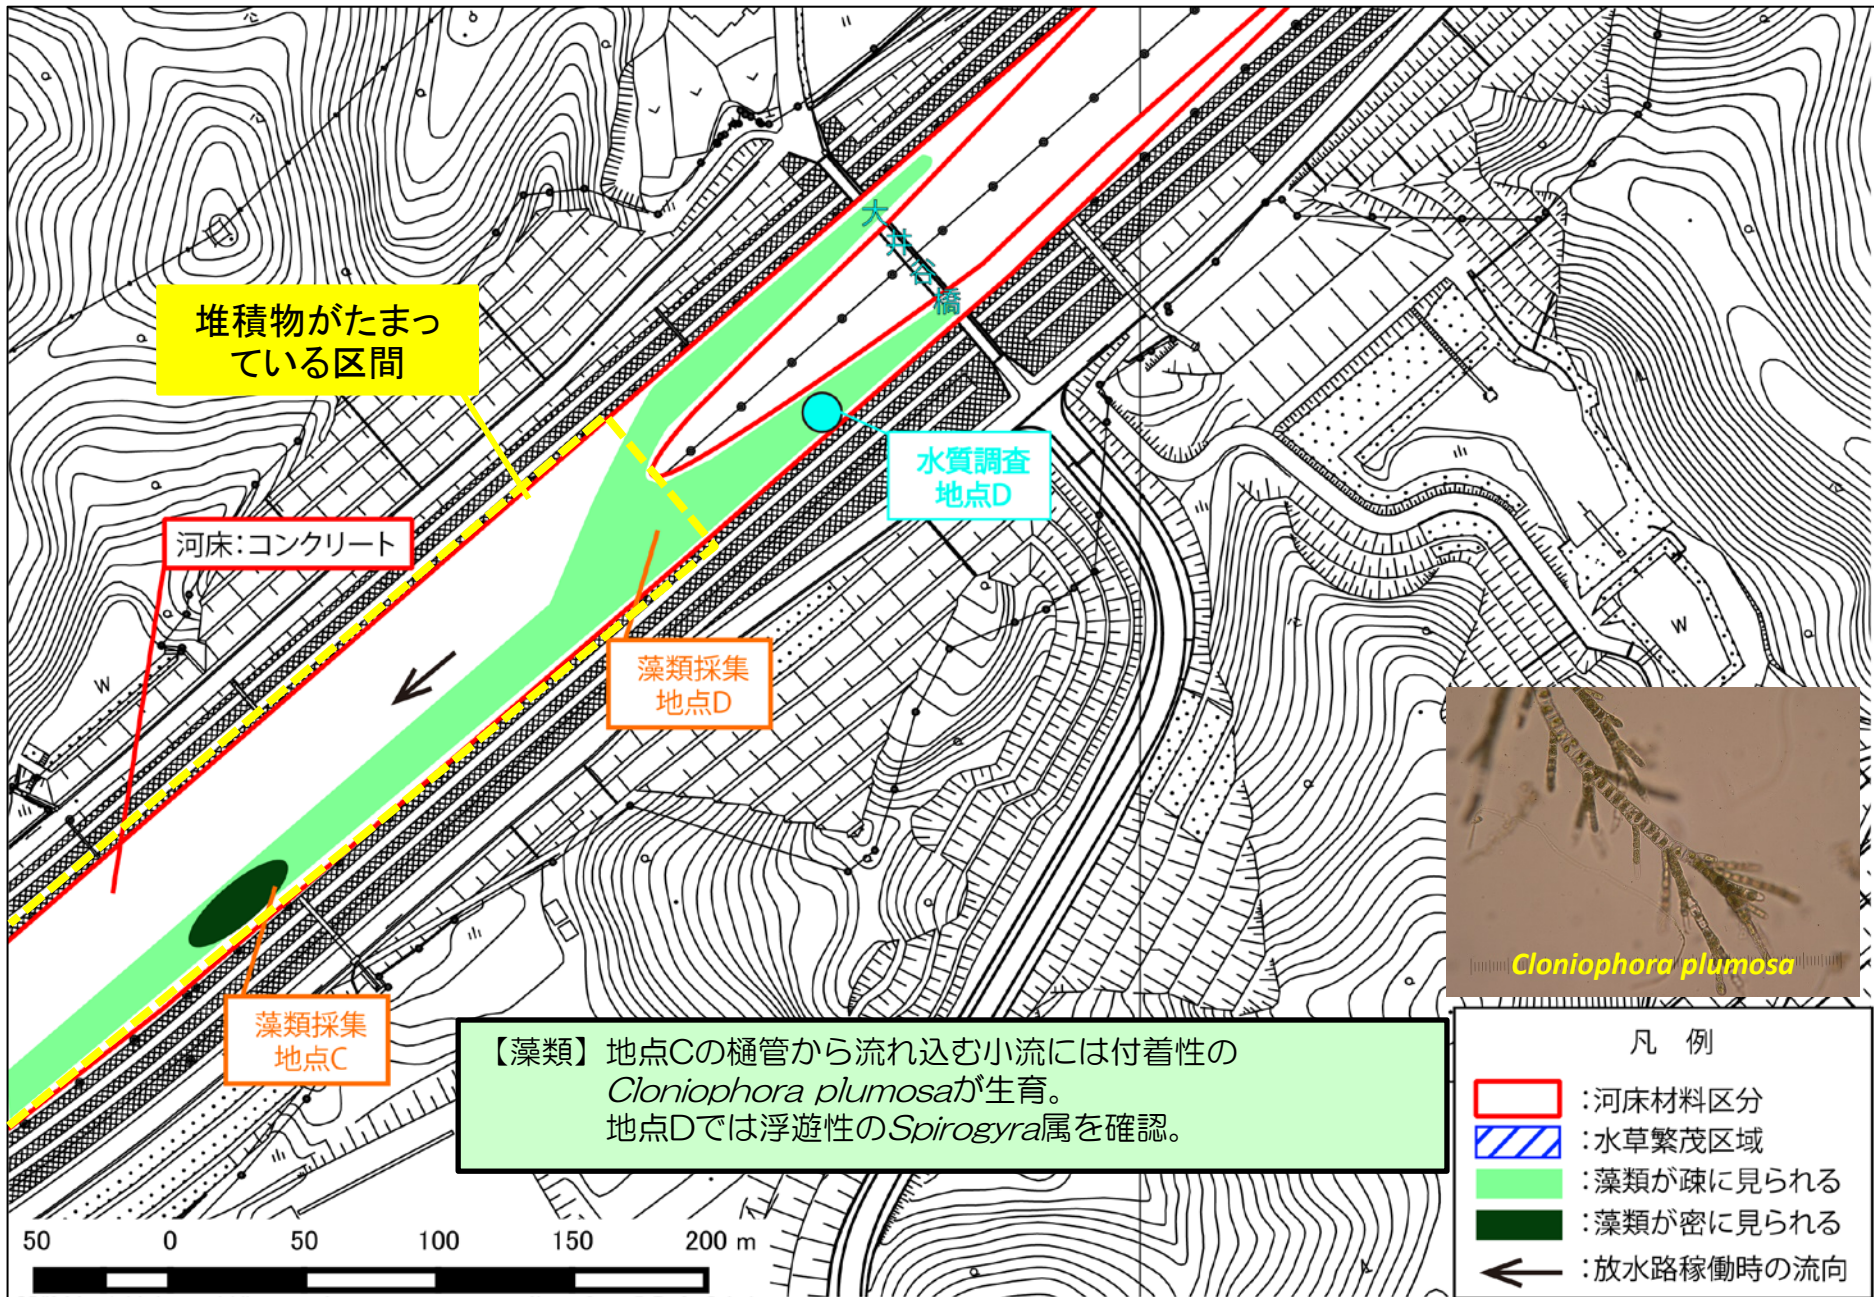 大井谷橋
堆積物がたまっ
ている区間
水質調査
地点D
河床:コンクリート
藻類採集
地点D
W
W
Cloniophora plumosa
藻類採集
地点C
【藻類】地点Cの樋管から流れ込む小流には付着性の
Cloniophora plumosaが生育。
地点Dでは浮遊性のSpirogyra属を確認。
凡 例
:河床材料区分
:水草繁茂区域
:藻類が疎に見られる
:藻類が密に見られる
:放水路稼働時の流向
50 0 50 100 150 200 m